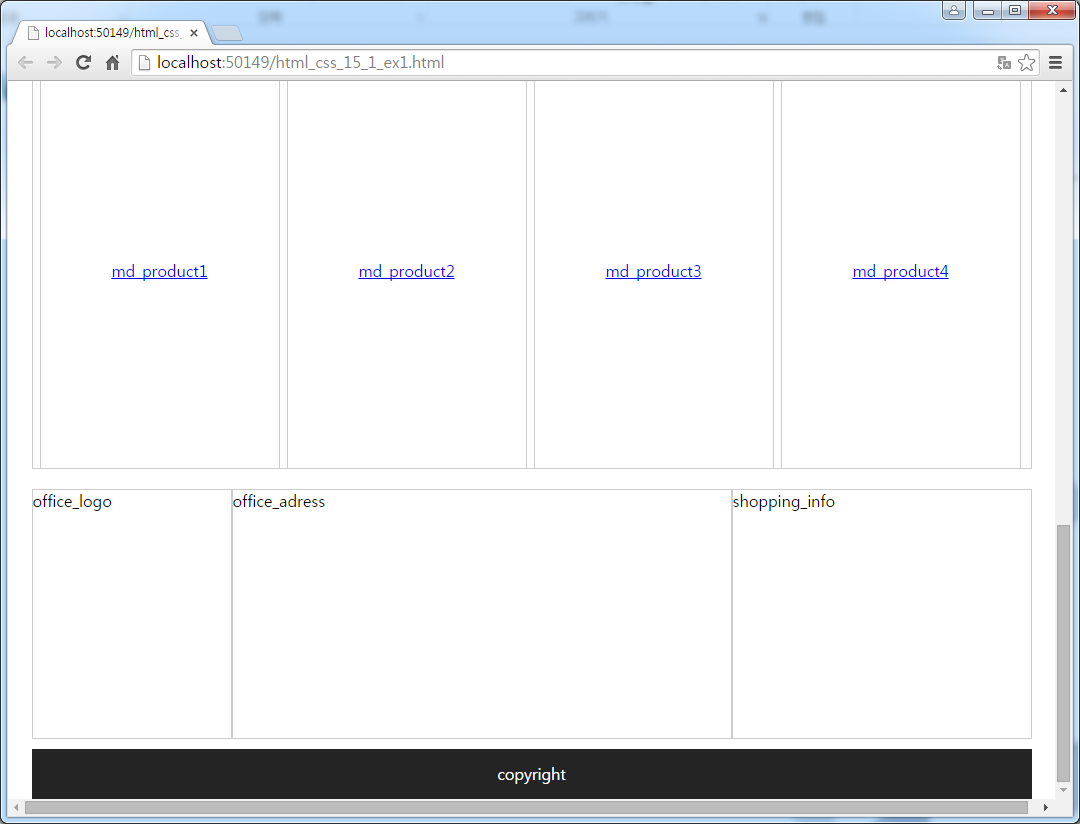 localhost:50149/html_css
localhost:50149/html_css_15_1_ex1.html
md_product1 md_product2 md_product3 md_product4
office_logo office_adress shopping_info
copyright